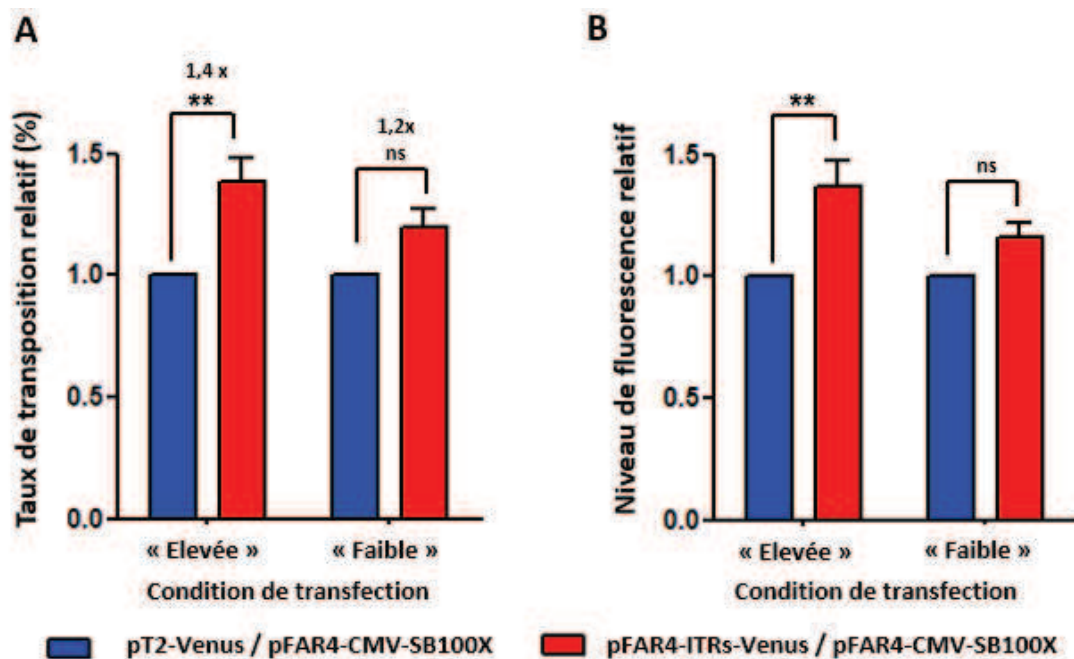 A
B
1,4 x
**
1,2x
ns
**
ns
Taux de transposition relatif (%)
1.5
1.0
0.5
0.0
Niveau de fluorescence relatif
1.5
1.0
0.5
0.0
« Elevée »
« Faible »
« Elevée »
« Faible »
Condition de transfection
Condition de transfection
pT2-Venus / pFAR4-CMV-SB100X
pFAR4-ITRs-Venus / pFAR4-CMV-SB100X